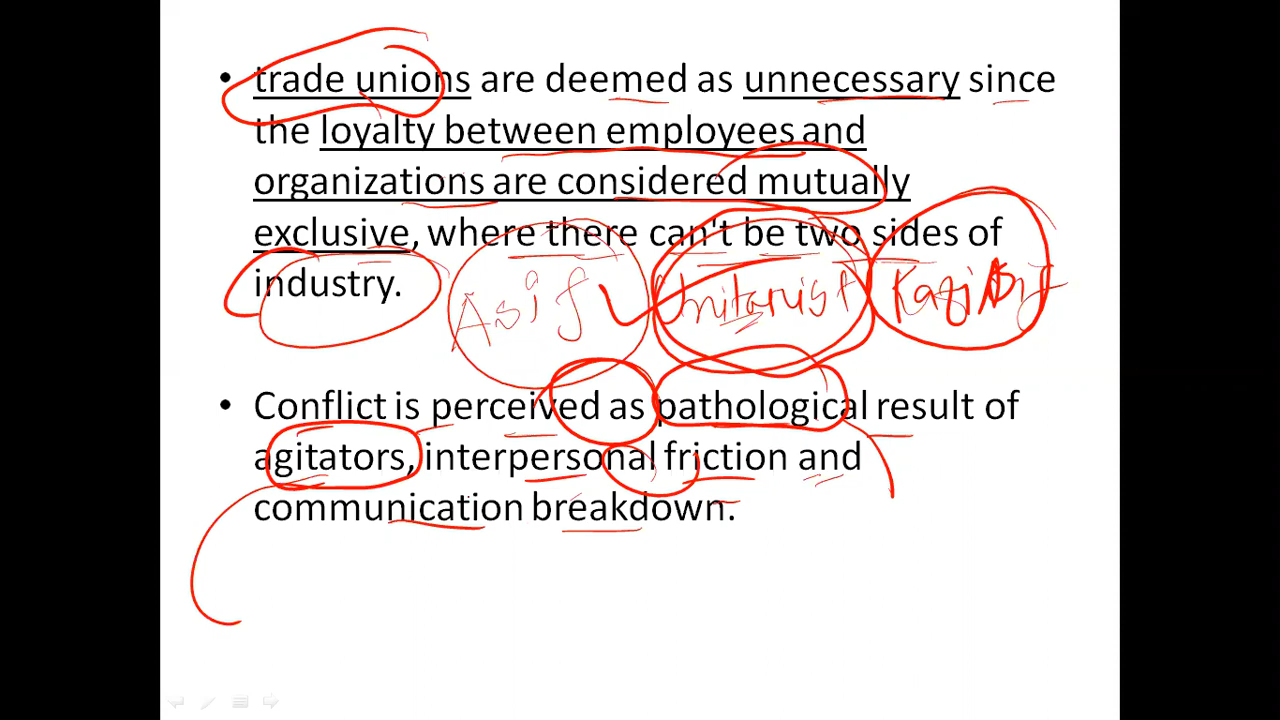 • trade unions are deemed as unnecessary since
the loyalty between employees and
organizations are considered mutually
exclusive, where there can't be two sides of
industry.
Asif Unitarist Kazi Asif
• Conflict is perceived as pathological result of
agitators, interpersonal friction and
communication breakdown.